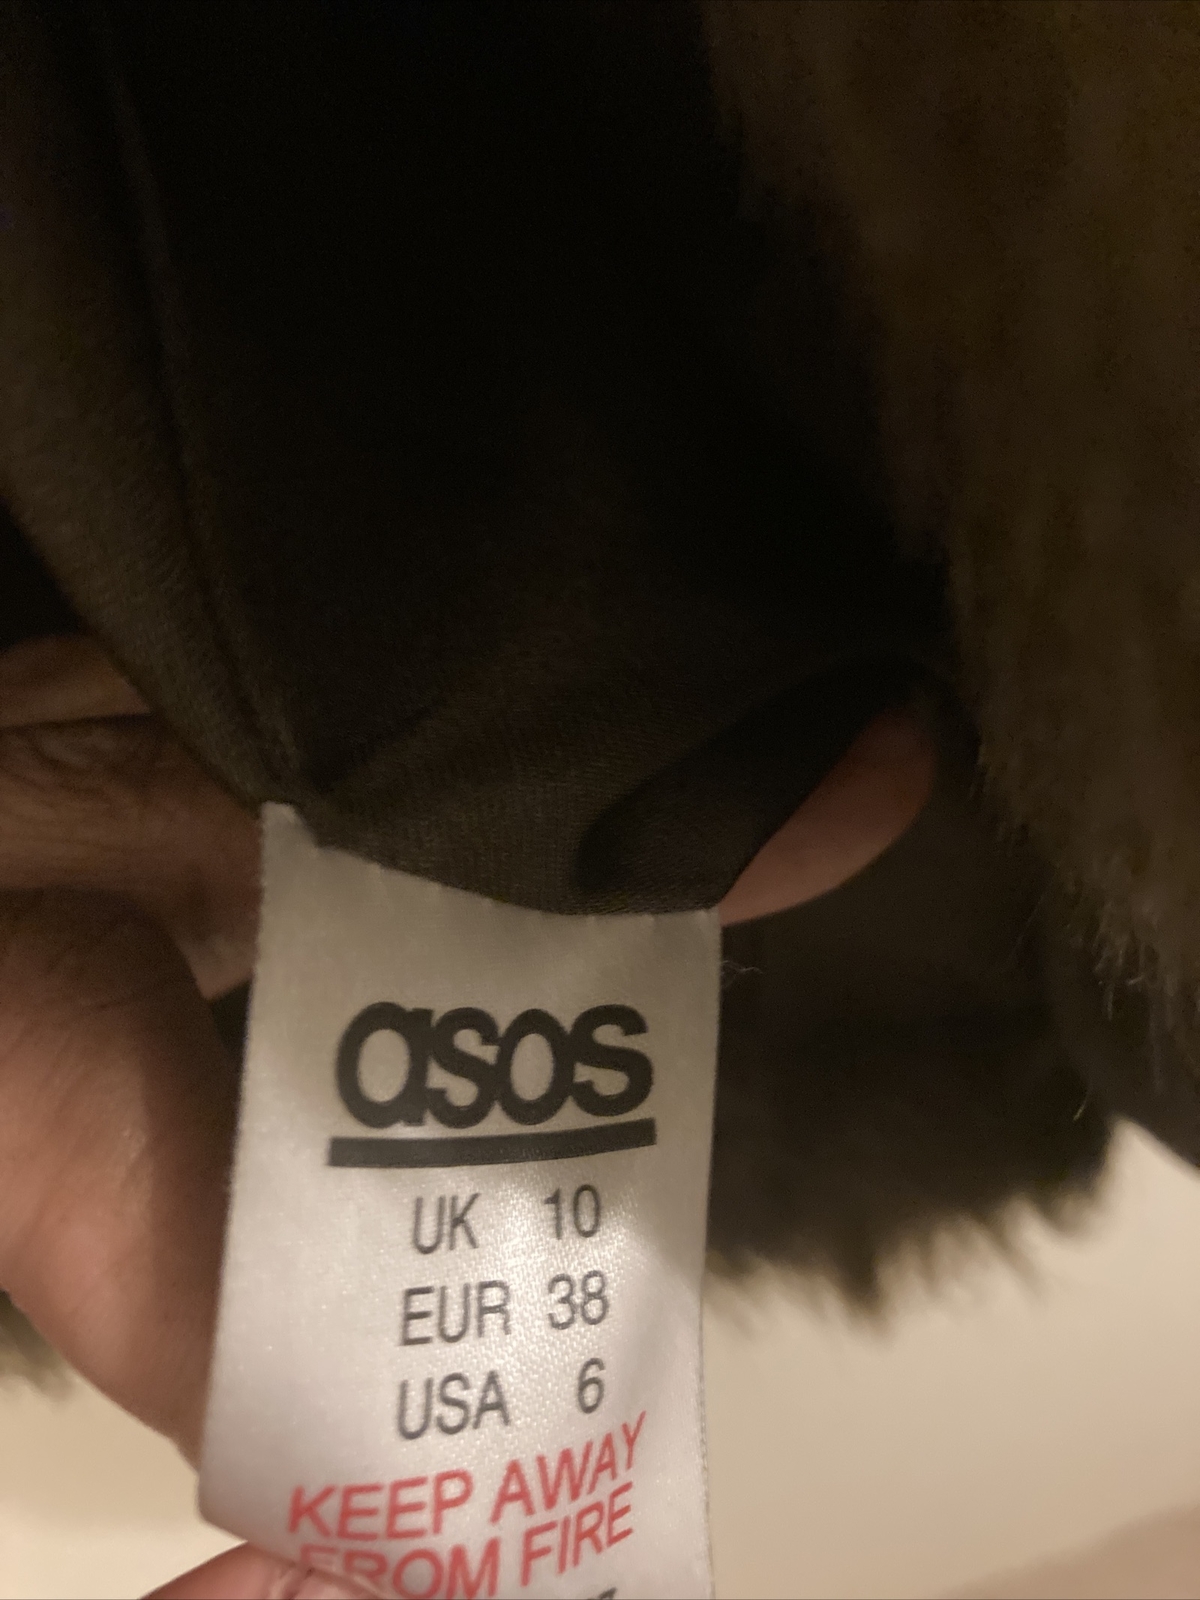 asos
UK 10
EUR 38
USA 6
KEEP AWAY
FROM FIRE